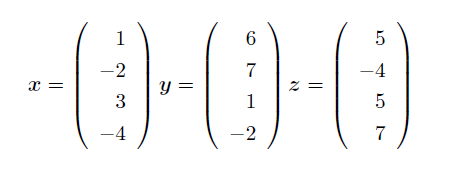 x = ( 1 −2 3 −4 ) y = ( 6 7 1 −2 ) z = ( 5 −4 5 7 )